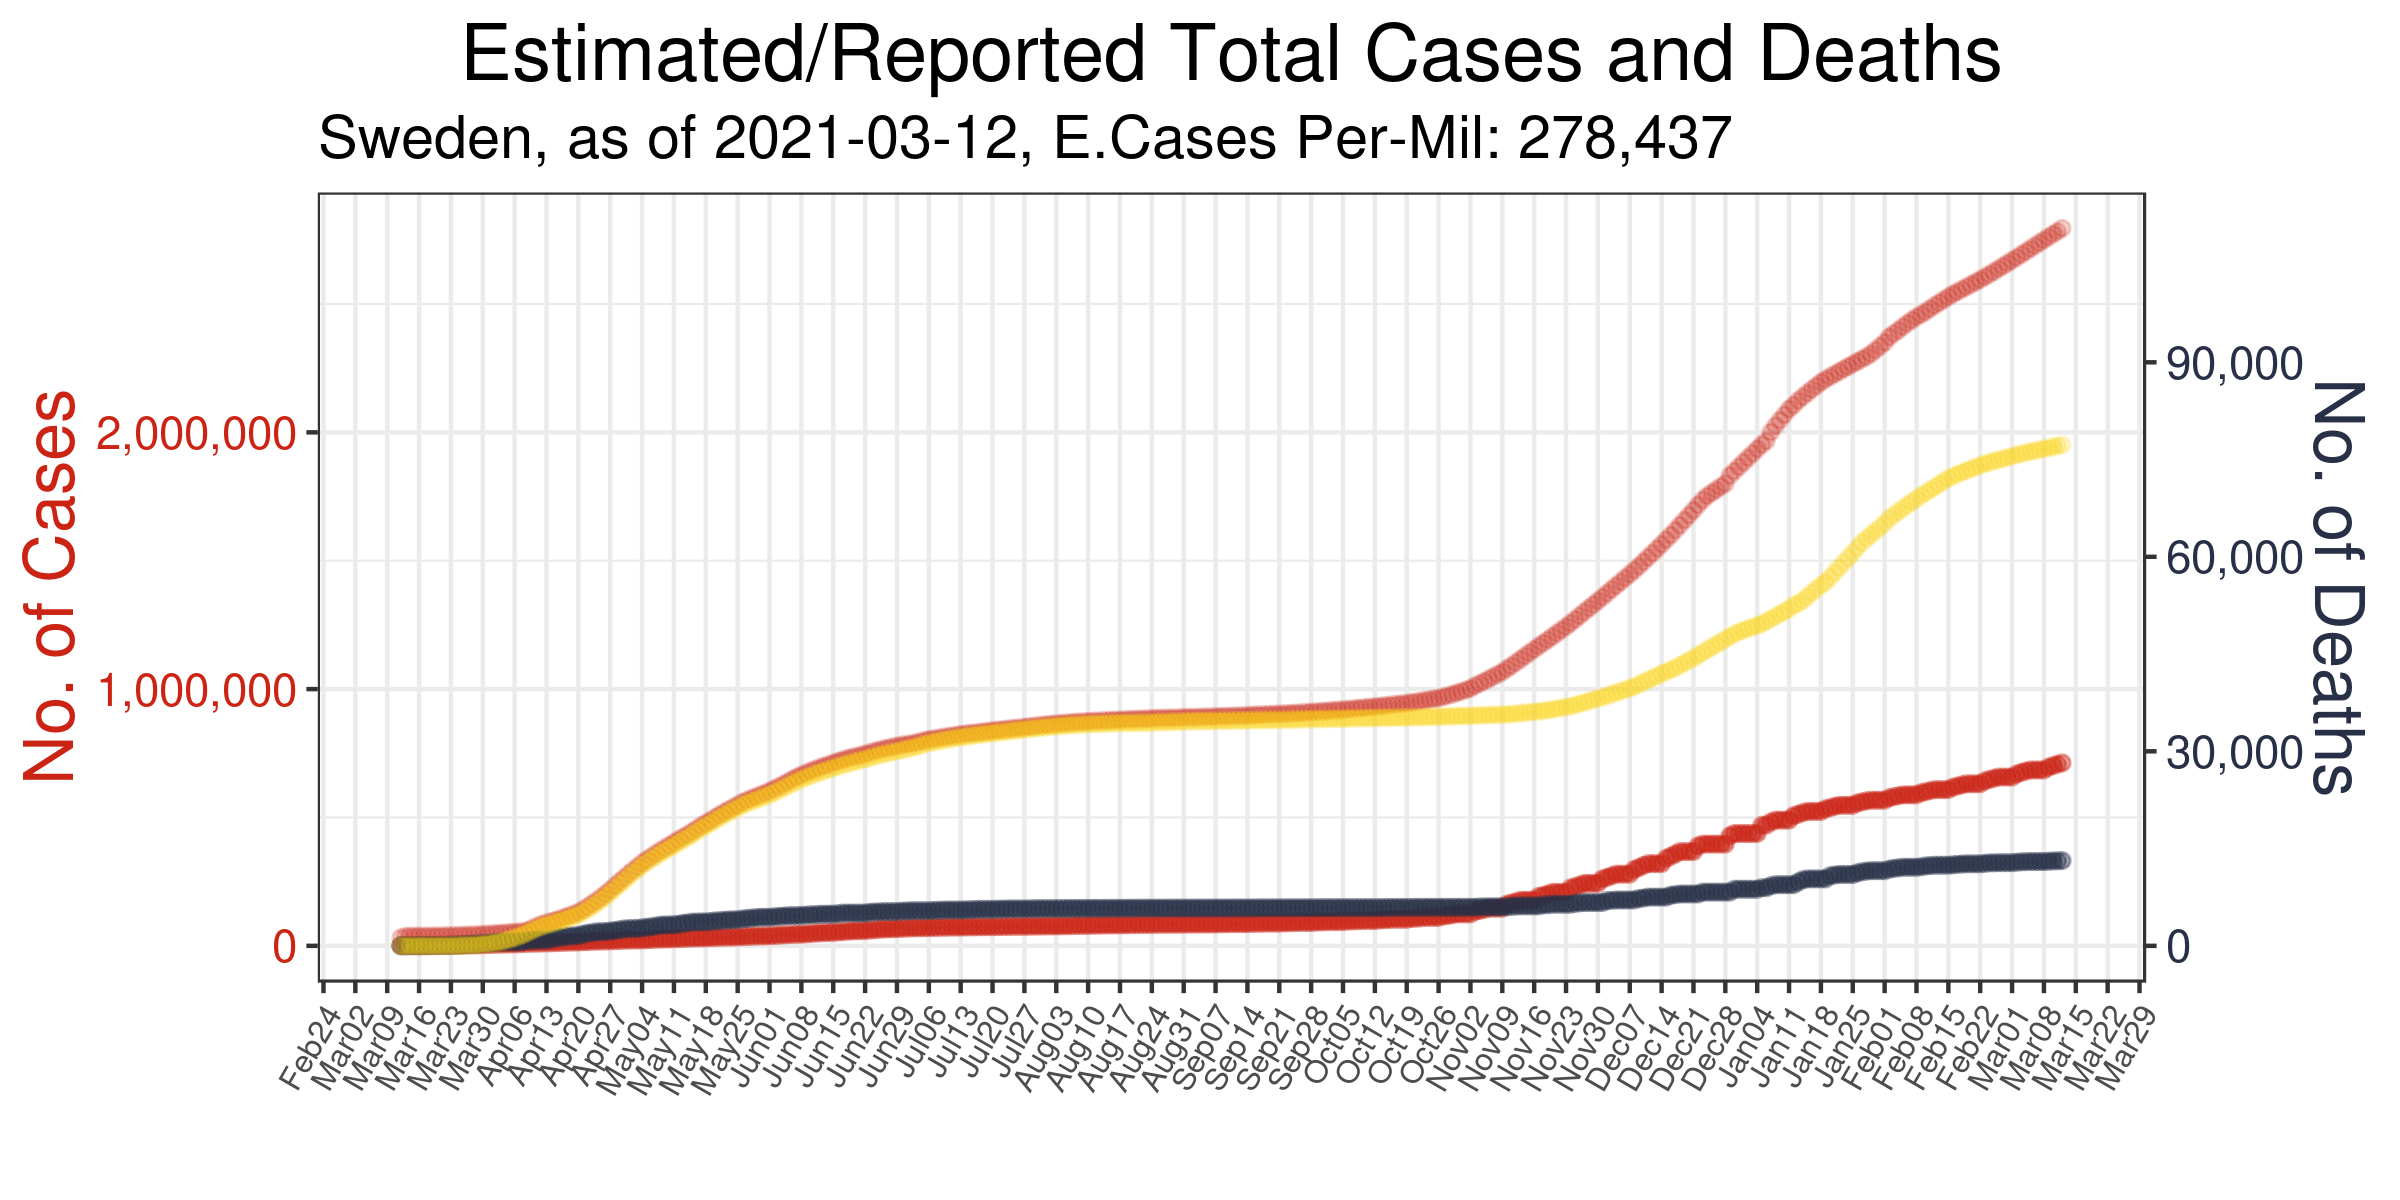 Estimated/Reported Total Cases and Deaths
Sweden, as of 2021-03-12, E.Cases Per-Mil: 278,437
No. of Cases
2,000,000
1,000,000
0
90,000
60,000
30,000
0
No. of Deaths
Feb24
Mar02
Mar09
Mar16
Mar23
Mar30
Apr06
Apr13
Apr20
Apr27
May04
May11
May18
May25
Jun01
Jun08
Jun15
Jun22
Jun29
Jul06
Jul13
Jul20
Jul27
Aug03
Aug10
Aug17
Aug24
Aug31
Sep07
Sep14
Sep21
Sep28
Oct05
Oct12
Oct19
Oct26
Nov02
Nov09
Nov16
Nov23
Nov30
Dec07
Dec14
Dec21
Dec28
Jan04
Jan11
Jan18
Jan25
Feb01
Feb08
Feb15
Feb22
Mar01
Mar08
Mar15
Mar22
Mar29